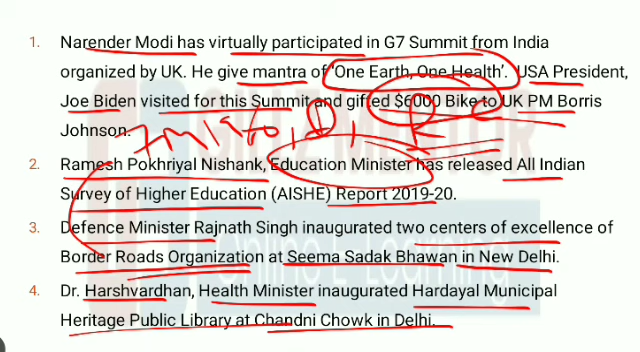 1. Narender Modi has virtually participated in G7 Summit from India
organized by UK. He give mantra of 'One Earth, One Health'. USA President,
Joe Biden visited for this Summit and gifted $6000 Bike to UK PM Borris
Johnson.
2. Ramesh Pokhriyal Nishank, Education Minister has released All Indian
Survey of Higher Education (AISHE) Report 2019-20.
3. Defence Minister Rajnath Singh inaugurated two centers of excellence of
Border Roads Organization at Seema Sadak Bhawan in New Delhi.
4. Dr. Harshvardhan, Health Minister inaugurated Hardayal Municipal
Heritage Public Library at Chandni Chowk in Delhi.